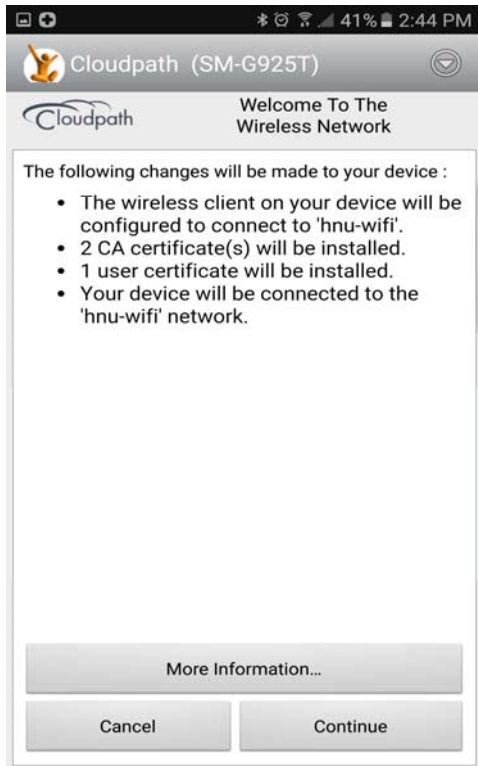 41% 2:44 PM
Cloudpath (SM-G925T)
Cloudpath
Welcome To The
Wireless Network
The following changes will be made to your device :
• The wireless client on your device will be
configured to connect to 'hnu-wifi'.
• 2 CA certificate(s) will be installed.
• 1 user certificate will be installed.
• Your device will be connected to the
'hnu-wifi' network.
More Information...
Cancel
Continue